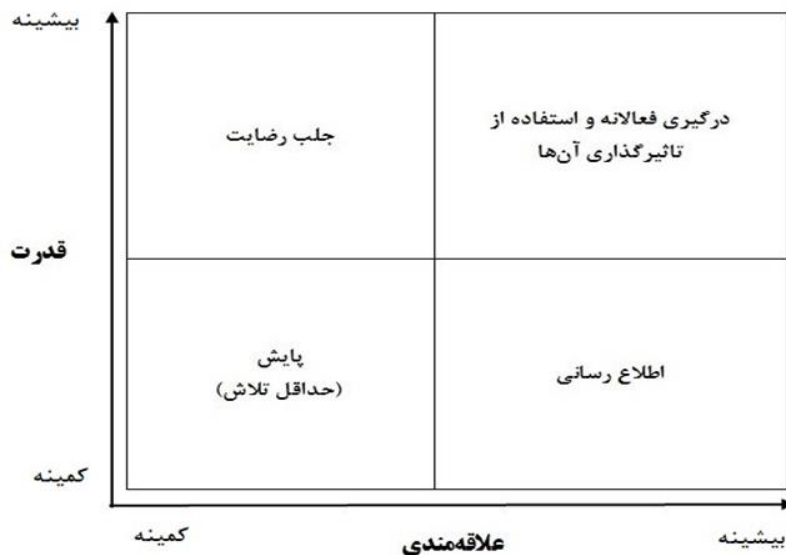 بیشینه
درگیری فعالانه و استفاده از
تاثیرگذاری آن‌ها
جلب رضایت
قدرت
اطلاع رسانی
پایش
(حداقل تلاش)
کمینه
بیشینه
علاقه‌مندی
کمینه